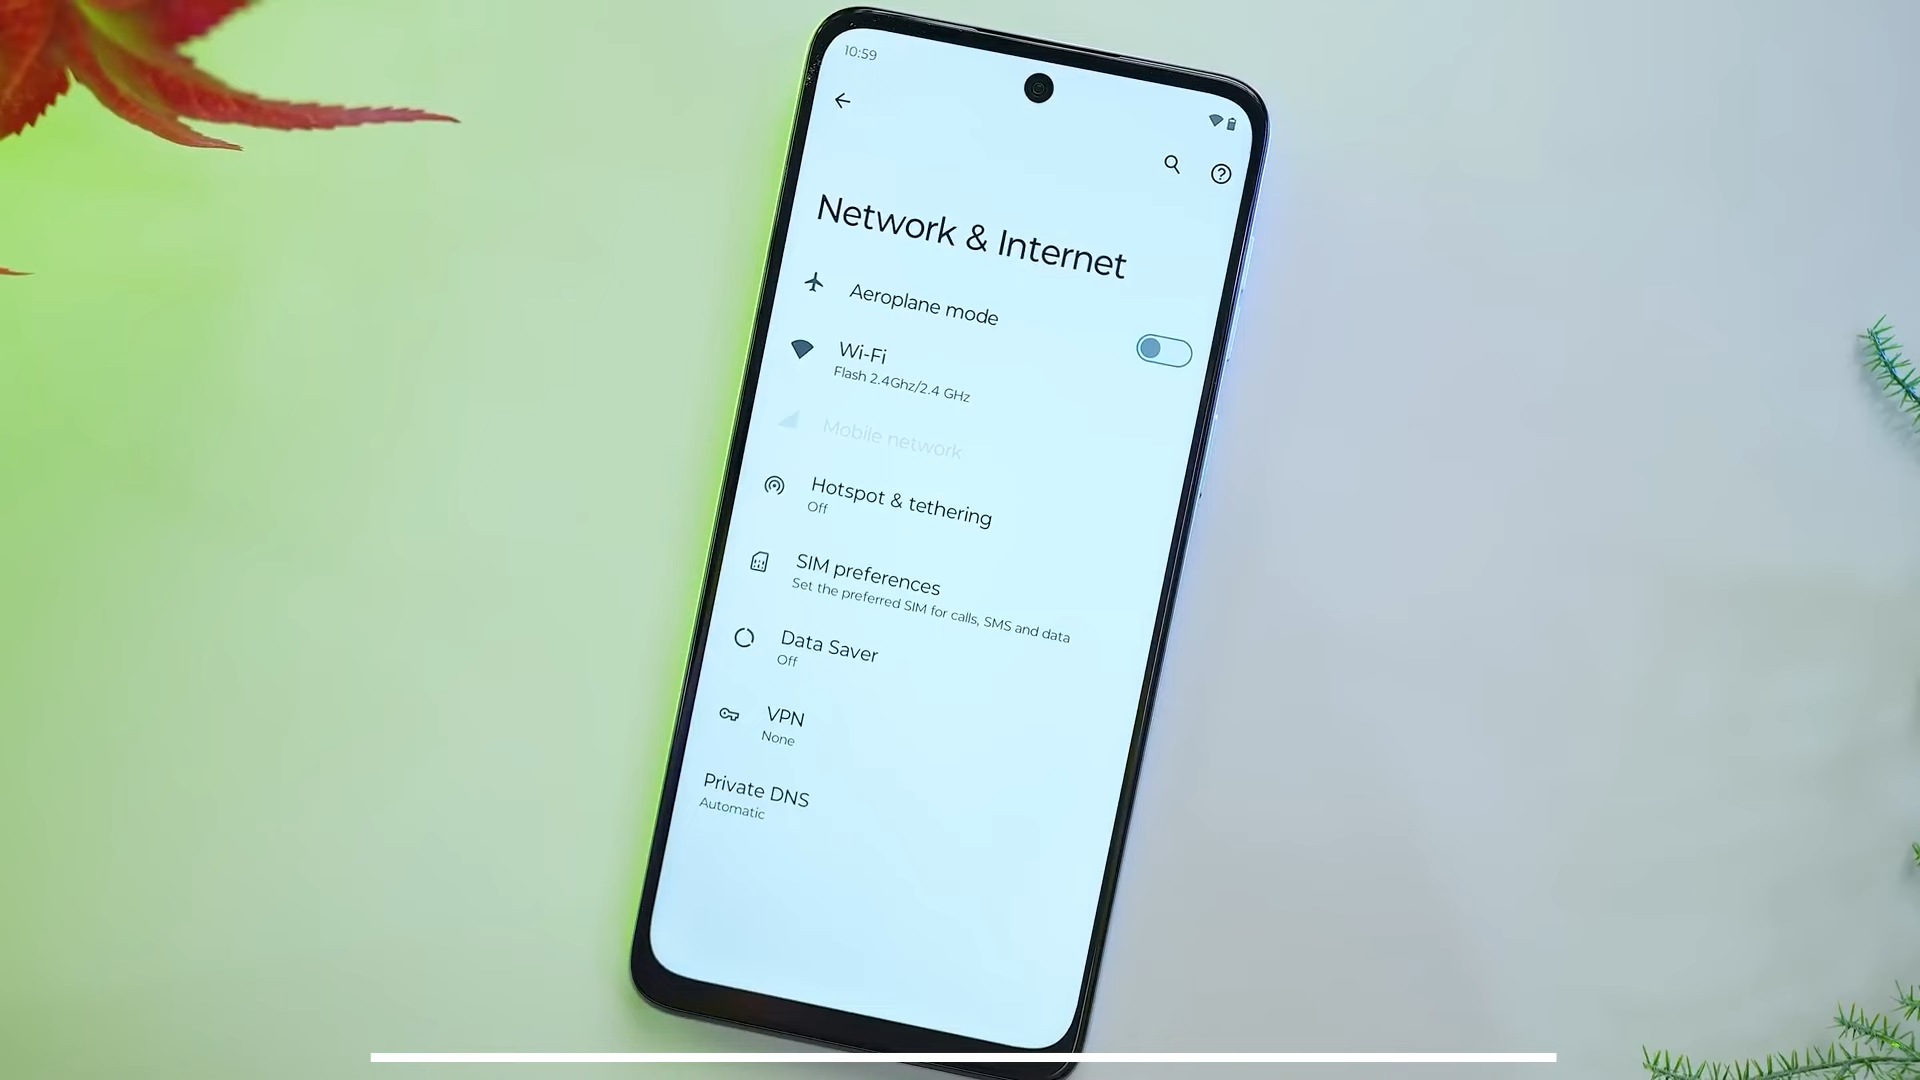 10:59
Network & Internet
Aeroplane mode
Wi-Fi
Flash 2.4Ghz/2.4 GHz
Mobile network
Hotspot & tethering
Off
SIM preferences
Set the preferred SIM for calls, SMS and data
Data Saver
Off
VPN
None
Private DNS
Automatic